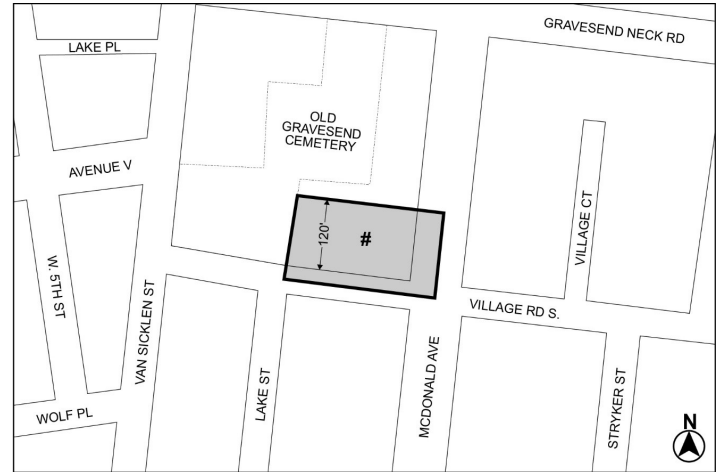 GRAVESEND NECK RD
LAKE PL
OLD
GRAVESEND
CEMETERY
AVENUE V
VILLAGE CT
120'
#
W. 5TH ST
VAN SICKLEN ST
VILLAGE RD S.
LAKE ST
MCDONALD AVE
STRYKER ST
WOLF PL
N